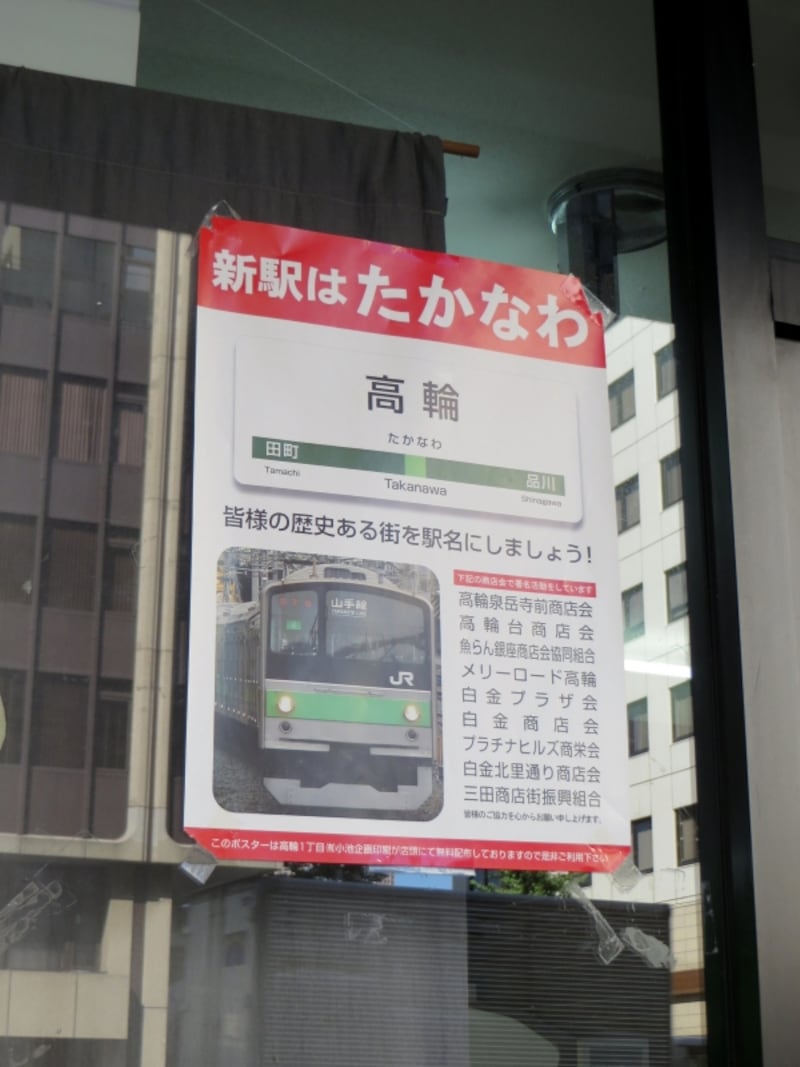 新駅はたかなわ
高輪
たかなわ
田町
品川
Tamachi
Takanawa
Shinagawa
皆様の歴史ある街を駅名にしましょう!
山手線
JR
下記の商店会で署名活動をしています
高輪泉岳寺前商店会
高輪台商店会
魚らん銀座商店会協同組合
メリーロード高輪
白金プラザ会
白金商店会
プラチナヒルズ商栄会
白金北里通り商店会
三田商店街振興組合
皆様のご協力を心からお願い申し上げます。
このポスターは高輪1丁目㈲小池企画印刷が店頭にて無料配布しておりますので是非ご利用下さい